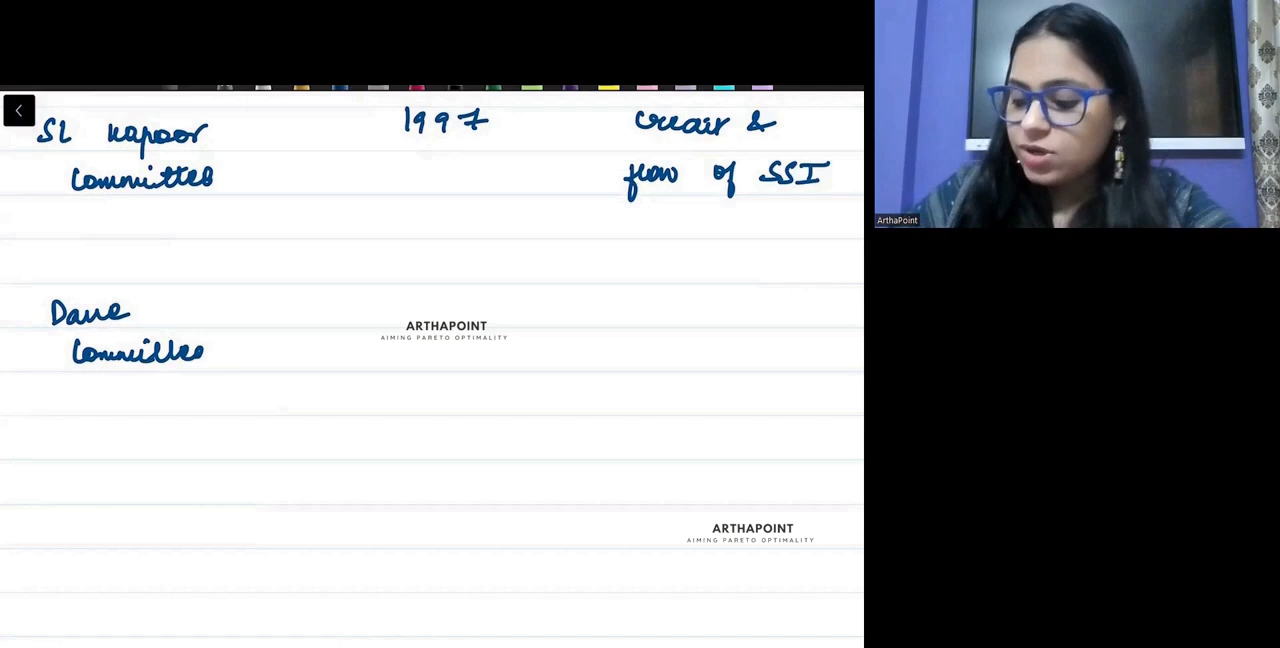 SL Kapoor 1997 Credit &
Committee flow of SSI
Dave
Committee
ARTHAPOINT
AIMING PARETO OPTIMALITY
ARTHAPOINT
AIMING PARETO OPTIMALITY
ArthaPoint